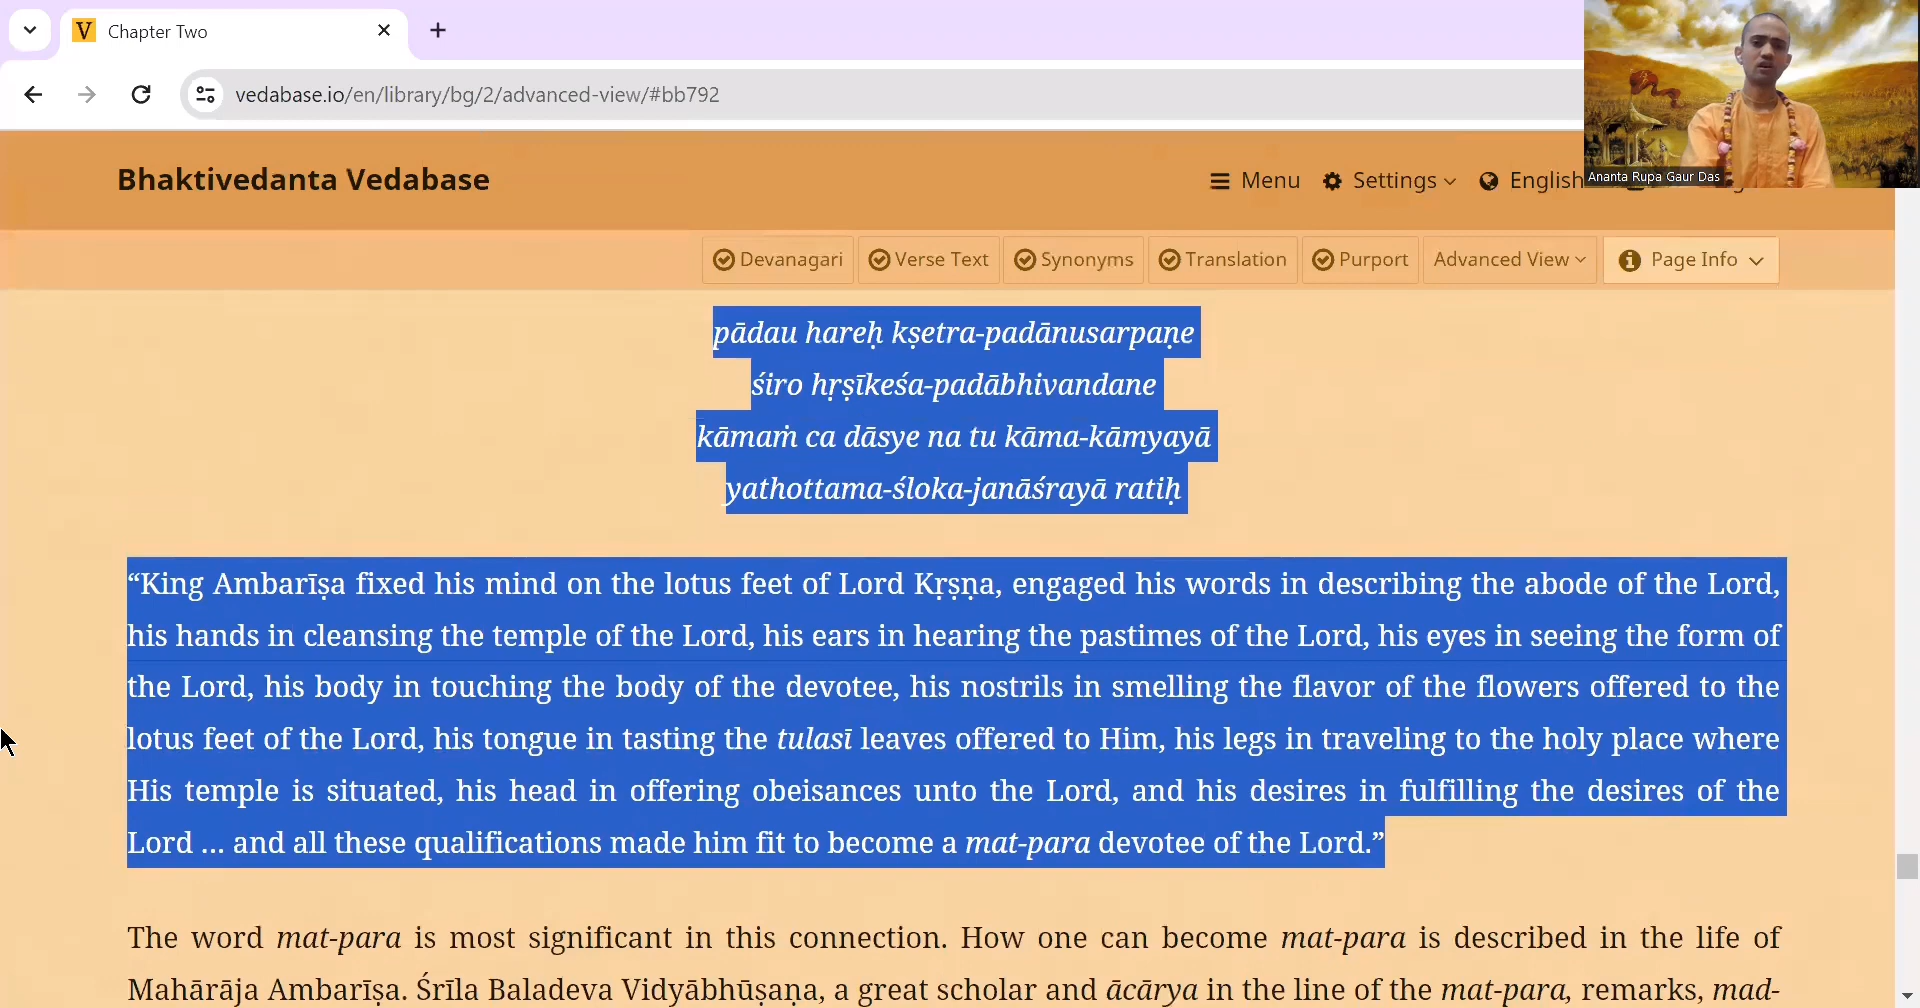 Chapter Two
vedabase.io/en/library/bg/2/advanced-view/#bb792
Bhaktivedanta Vedabase
Menu
Settings
English
Ananta Rupa Gaur Das
Devanagari
Verse Text
Synonyms
Translation
Purport
Advanced View
Page Info
pādau hareḥ kṣetra-padānusarpaṇe
śiro hṛṣīkeśa-padābhivandane
kāmaṁ ca dāsye na tu kāma-kāmyayā
yathottama-śloka-janāśrayā ratiḥ
“King Ambarīṣa fixed his mind on the lotus feet of Lord Kṛṣṇa, engaged his words in describing the abode of the Lord,
his hands in cleansing the temple of the Lord, his ears in hearing the pastimes of the Lord, his eyes in seeing the form of
the Lord, his body in touching the body of the devotee, his nostrils in smelling the flavor of the flowers offered to the
lotus feet of the Lord, his tongue in tasting the tulasī leaves offered to Him, his legs in traveling to the holy place where
His temple is situated, his head in offering obeisances unto the Lord, and his desires in fulfilling the desires of the
Lord … and all these qualifications made him fit to become a mat-para devotee of the Lord.”
The word mat-para is most significant in this connection. How one can become mat-para is described in the life of
Mahārāja Ambarīṣa. Śrīla Baladeva Vidyābhūṣaṇa, a great scholar and ācārya in the line of the mat-para, remarks, mad-